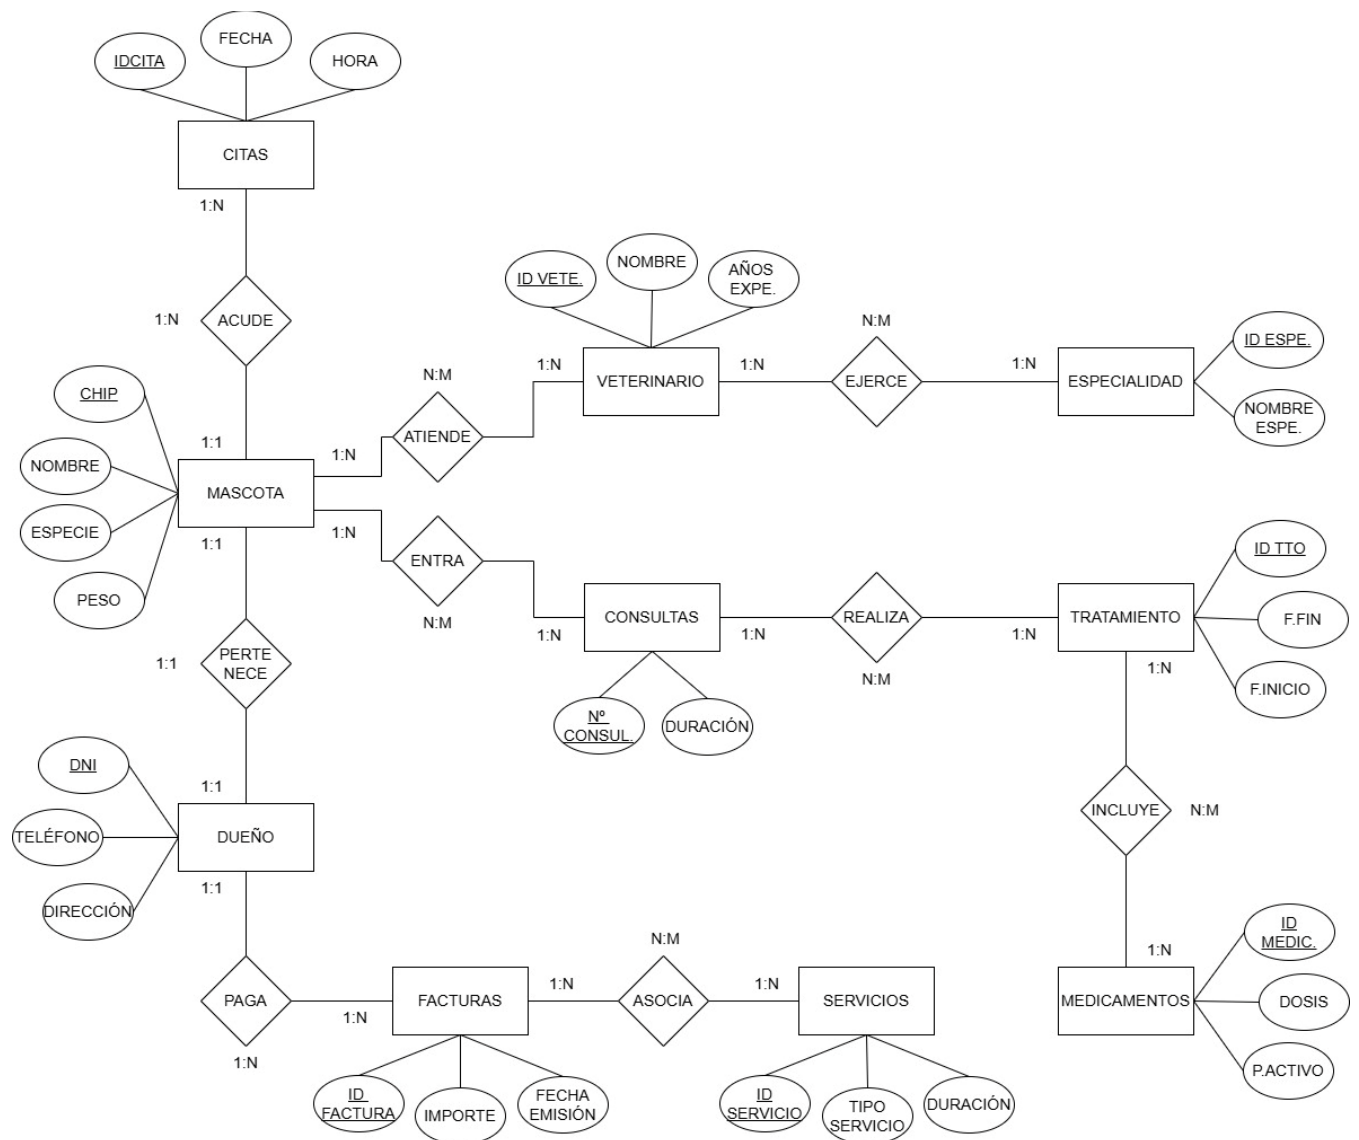 FECHA
IDCITA
HORA
CITAS
1:N
1:N
ACUDE
CHIP
NOMBRE
ESPECIE
PESO
1:1
MASCOTA
1:1
1:N
1:N
N:M
ATIENDE
ENTRA
N:M
ID VETE.
NOMBRE
AÑOS
EXPE.
1:N
VETERINARIO
1:N
N:M
EJERCE
1:N
ESPECIALIDAD
ID ESPE.
NOMBRE
ESPE.
1:N
CONSULTAS
1:N
Nº
CONSUL.
DURACIÓN
REALIZA
N:M
1:N
TRATAMIENTO
1:N
ID TTO
F.FIN
F.INICIO
1:1
PERTE
NECE
1:1
DNI
TELÉFONO
DIRECCIÓN
DUEÑO
1:1
INCLUYE
N:M
1:N
MEDICAMENTOS
ID
MEDIC.
DOSIS
P.ACTIVO
PAGA
1:N
1:N
FACTURAS
1:N
N:M
ASOCIA
1:N
SERVICIOS
ID
FACTURA
IMPORTE
FECHA
EMISIÓN
ID
SERVICIO
TIPO
SERVICIO
DURACIÓN